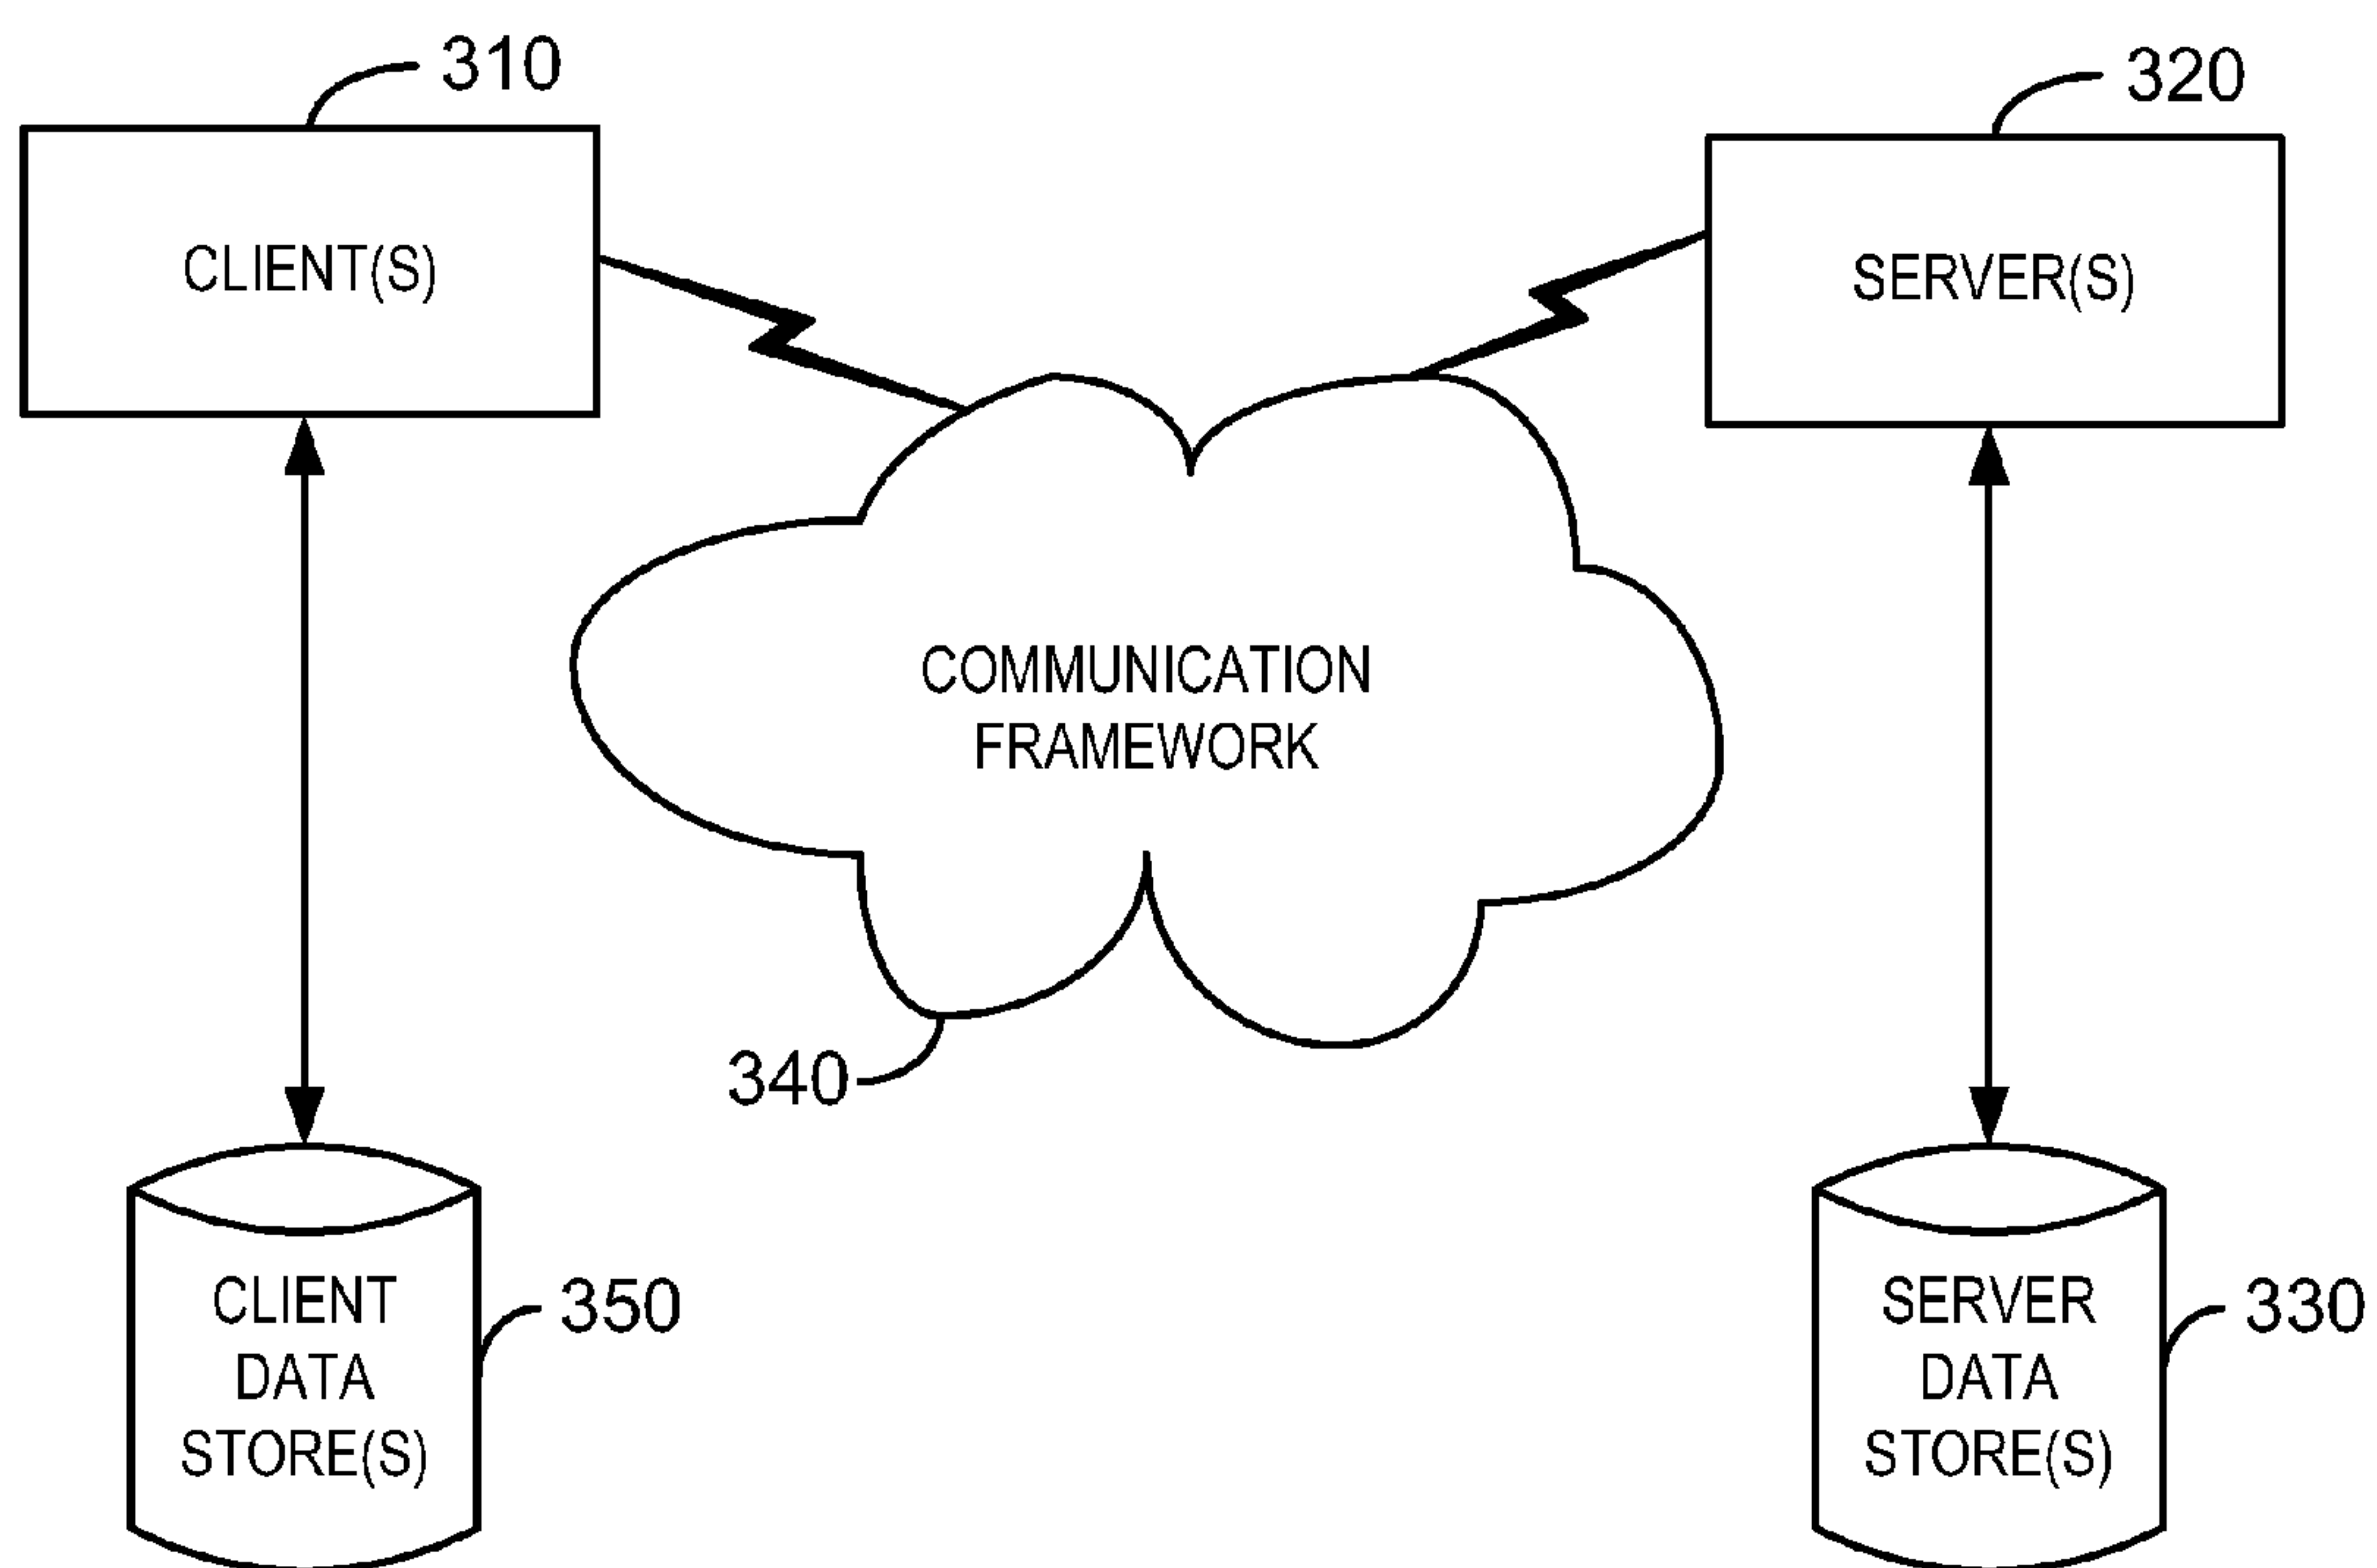 310
320
CLIENT(S)
SERVER(S)
COMMUNICATION
FRAMEWORK
340
CLIENT
DATA
STORE(S)
350
SERVER
DATA
STORE(S)
330